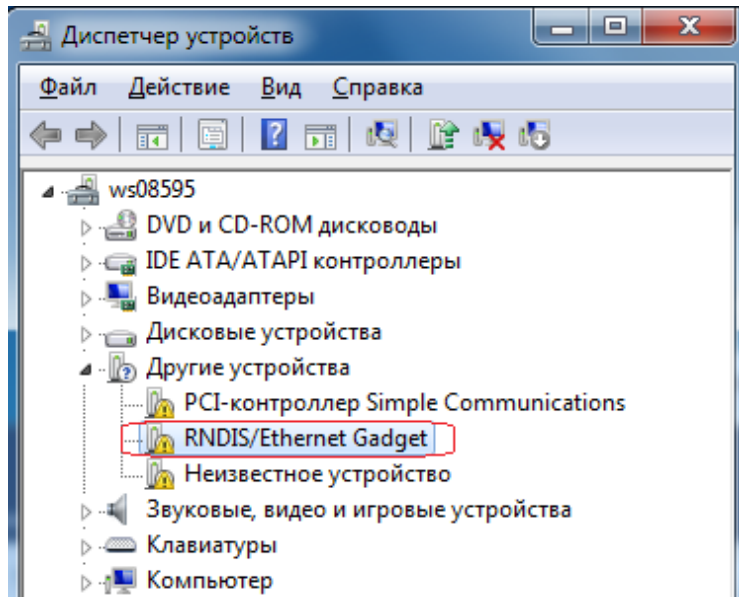 Диспетчер устройств
Файл Действие Вид Справка
ws08595
DVD и CD-ROM дисководы
IDE ATA/ATAPI контроллеры
Видеоадаптеры
Дисковые устройства
Другие устройства
PCI-контроллер Simple Communications
RNDIS/Ethernet Gadget
Неизвестное устройство
Звуковые, видео и игровые устройства
Клавиатуры
Компьютер